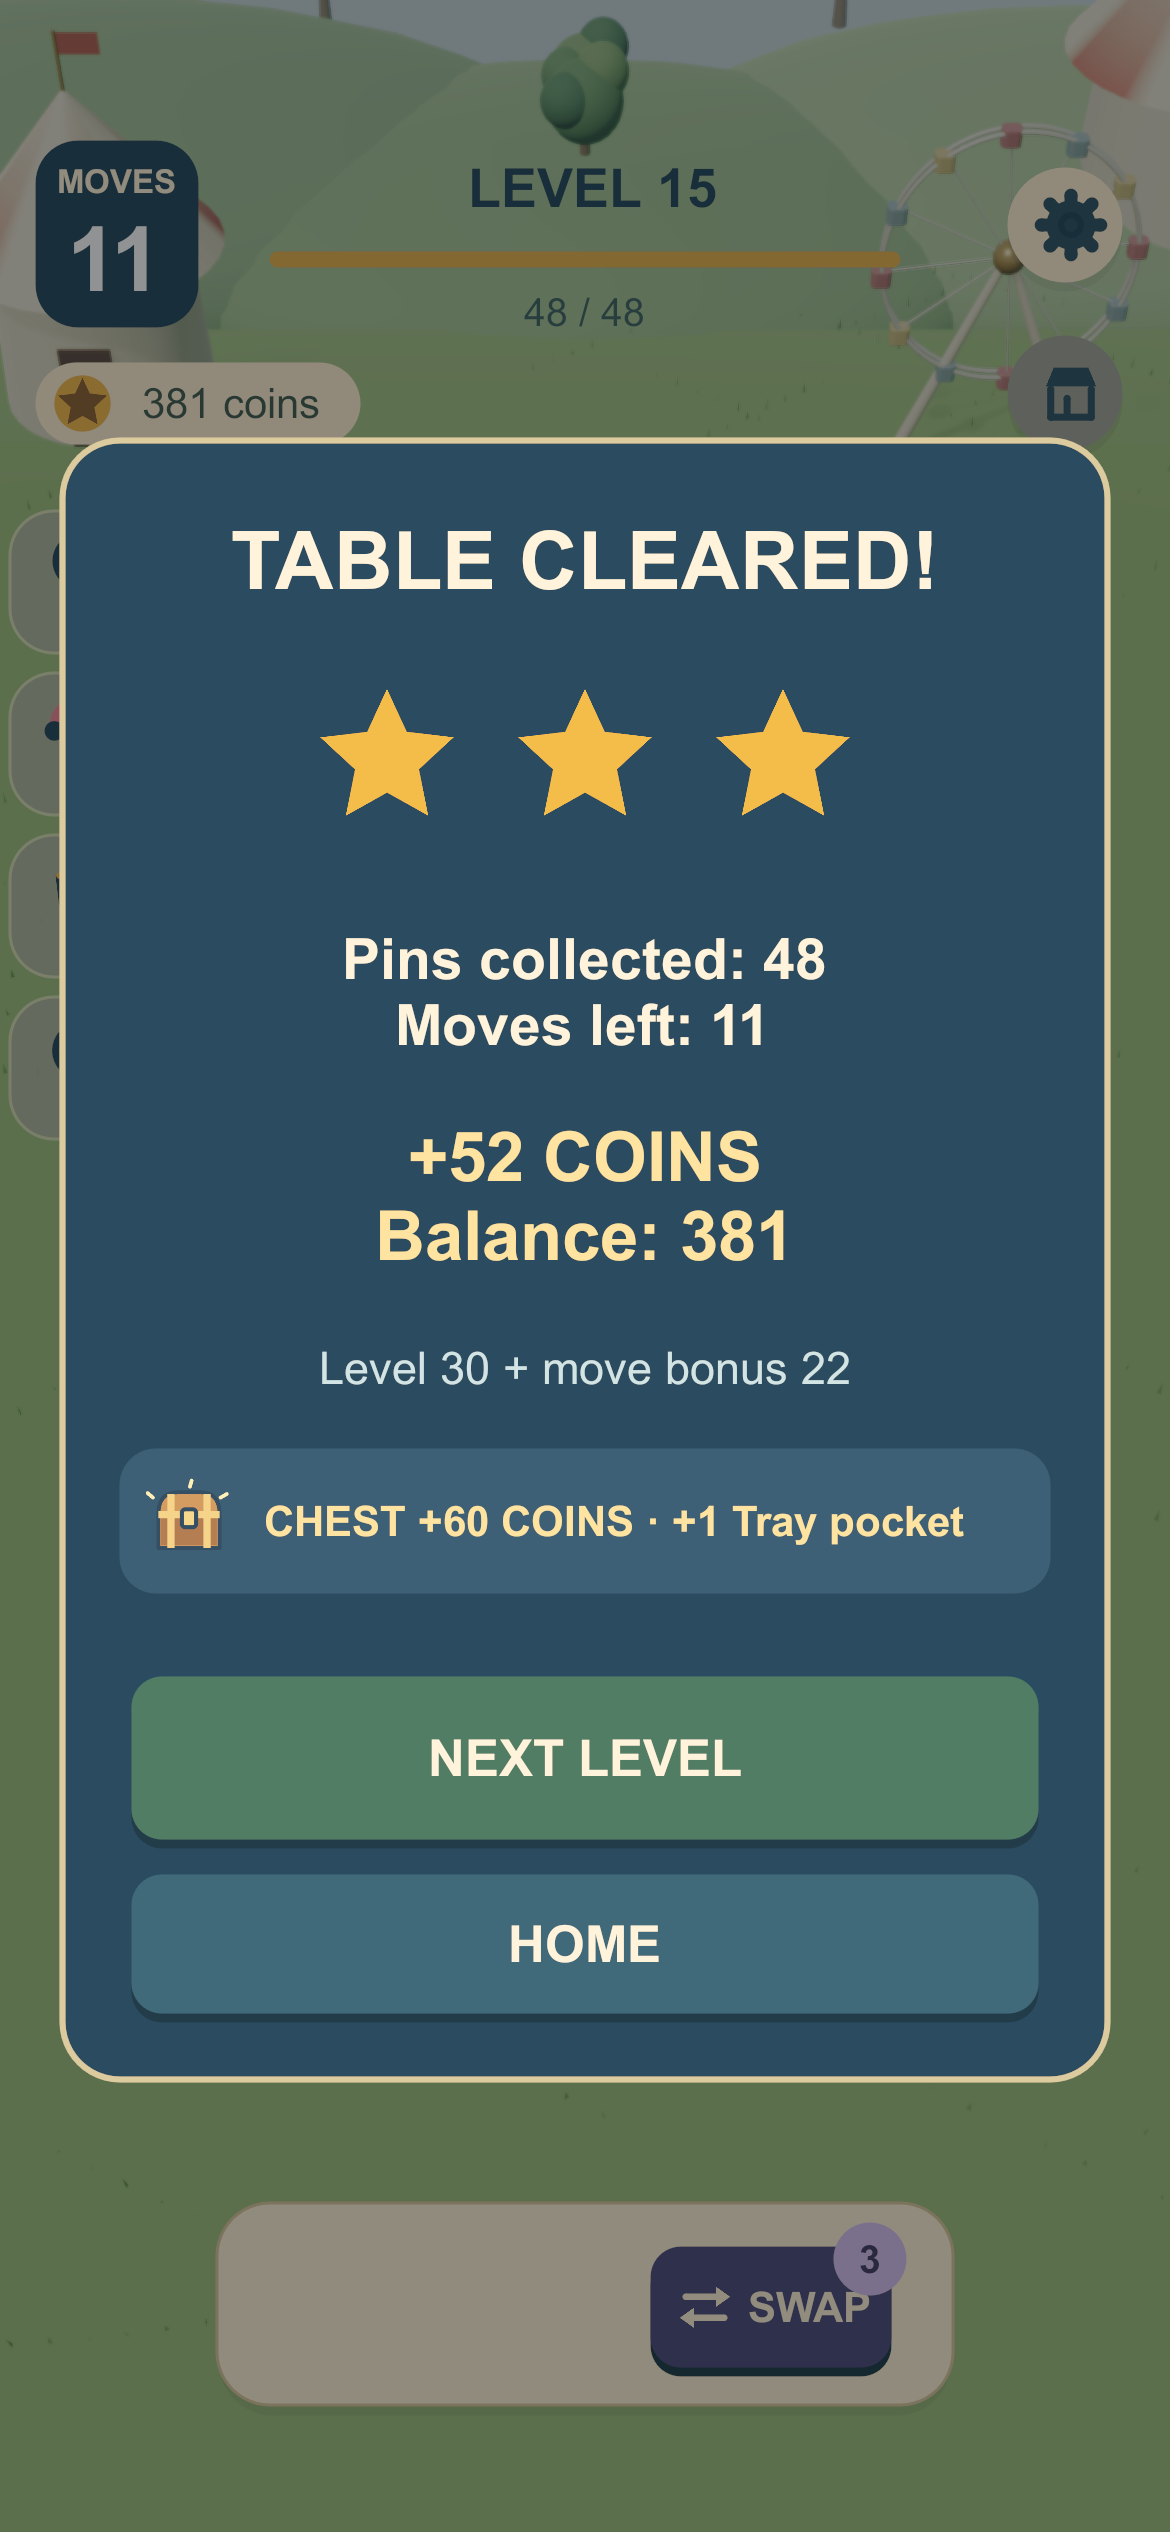 MOVES
11
LEVEL 15
48 / 48
381 coins
TABLE CLEARED!
Pins collected: 48
Moves left: 11
+52 COINS
Balance: 381
Level 30 + move bonus 22
CHEST +60 COINS · +1 Tray pocket
NEXT LEVEL
HOME
3
SWAP